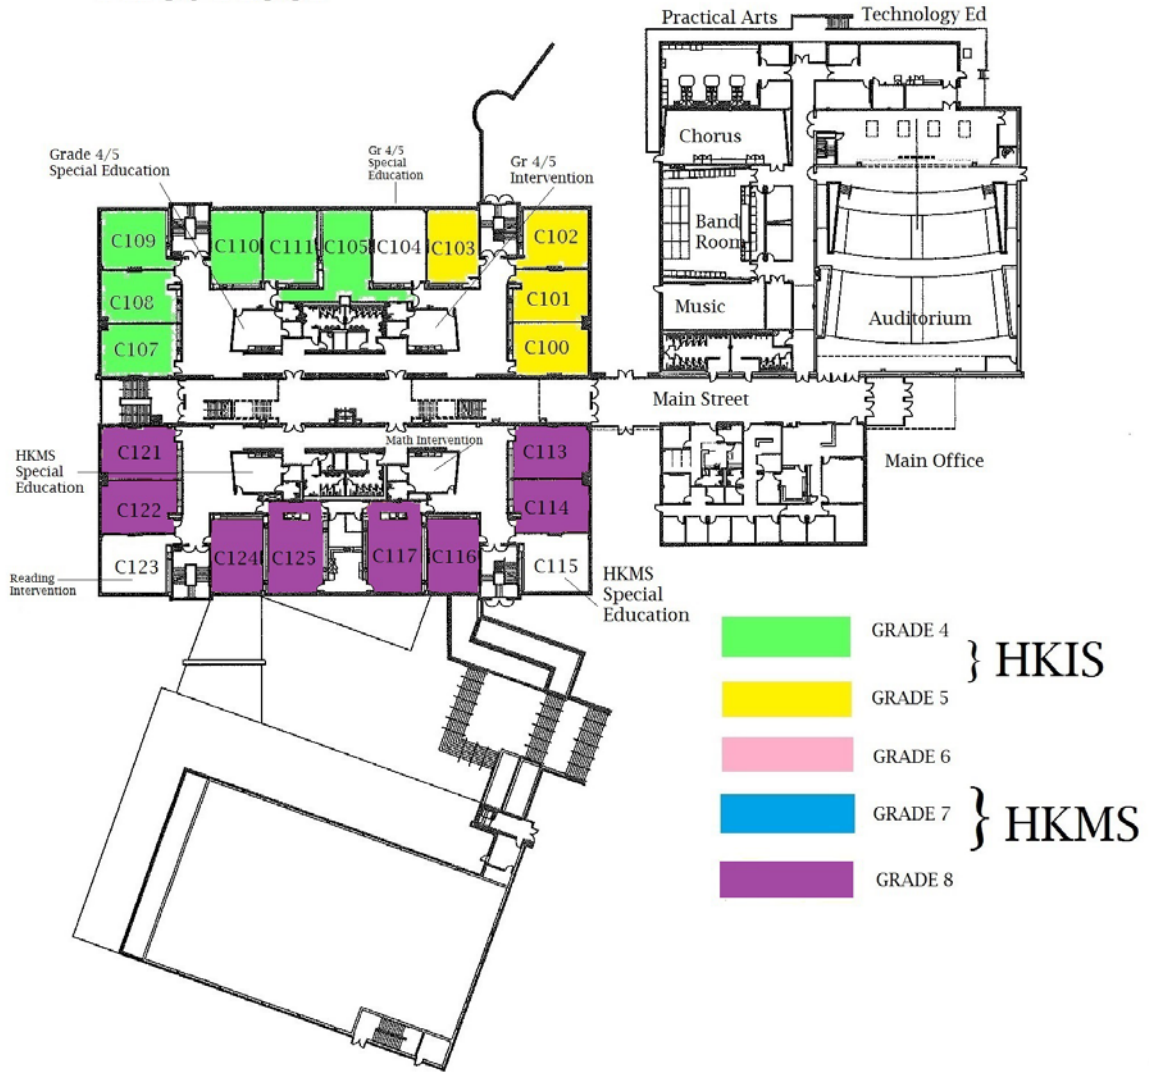 Practical Arts
Technology Ed
Chorus
Grade 4/5
Special Education
Gr 4/5
Special
Education
Gr 4/5
Intervention
C109
C110
C111
C105
C104
C103
C102
Band
Room
C108
C101
Music
Auditorium
C107
C100
Main Street
Math Intervention
HKMS
Special
Education
C121
C113
Main Office
C122
C114
C124
C125
C117
C116
C123
C115
Reading
Intervention
HKMS
Special
Education
GRADE 4
} HKIS
GRADE 5
GRADE 6
GRADE 7
} HKMS
GRADE 8